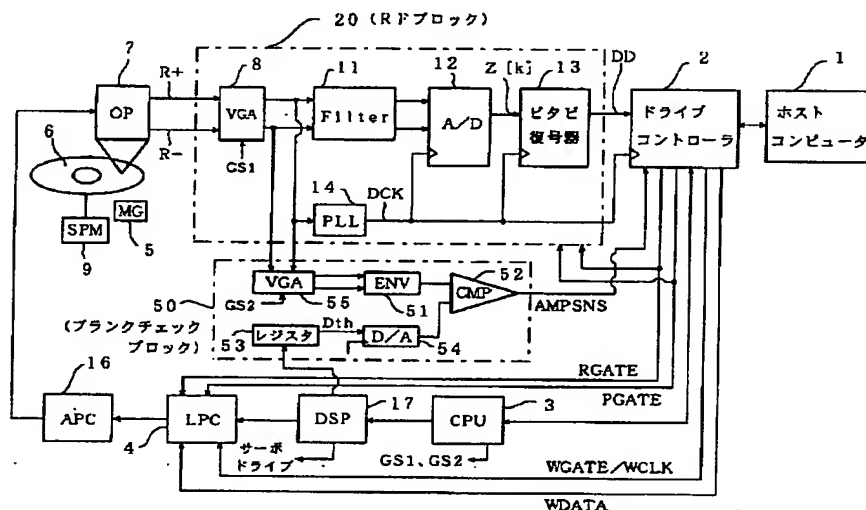 20 (RFブロック)
7
8
11
12
Z [k]
13
DD
2
1
R+
OP
VGA
Filter
A/D
ビタビ
復号器
ドライブ
コントローラ
ホスト
コンピュータ
6
R-
GS1
14
DCK
PLL
MG
SPM
5
9
52
VGA
ENV
CMP
AMPSNS
50
GS2
55
51
(ブランクチェック
ブロック)
53
レジスタ
Dth
D/A
54
RGATE
PGATE
16
17
3
APC
LPC
DSP
CPU
4
サーボ
ドライブ
GS1、GS2
WGATE/WCLK
WDATA